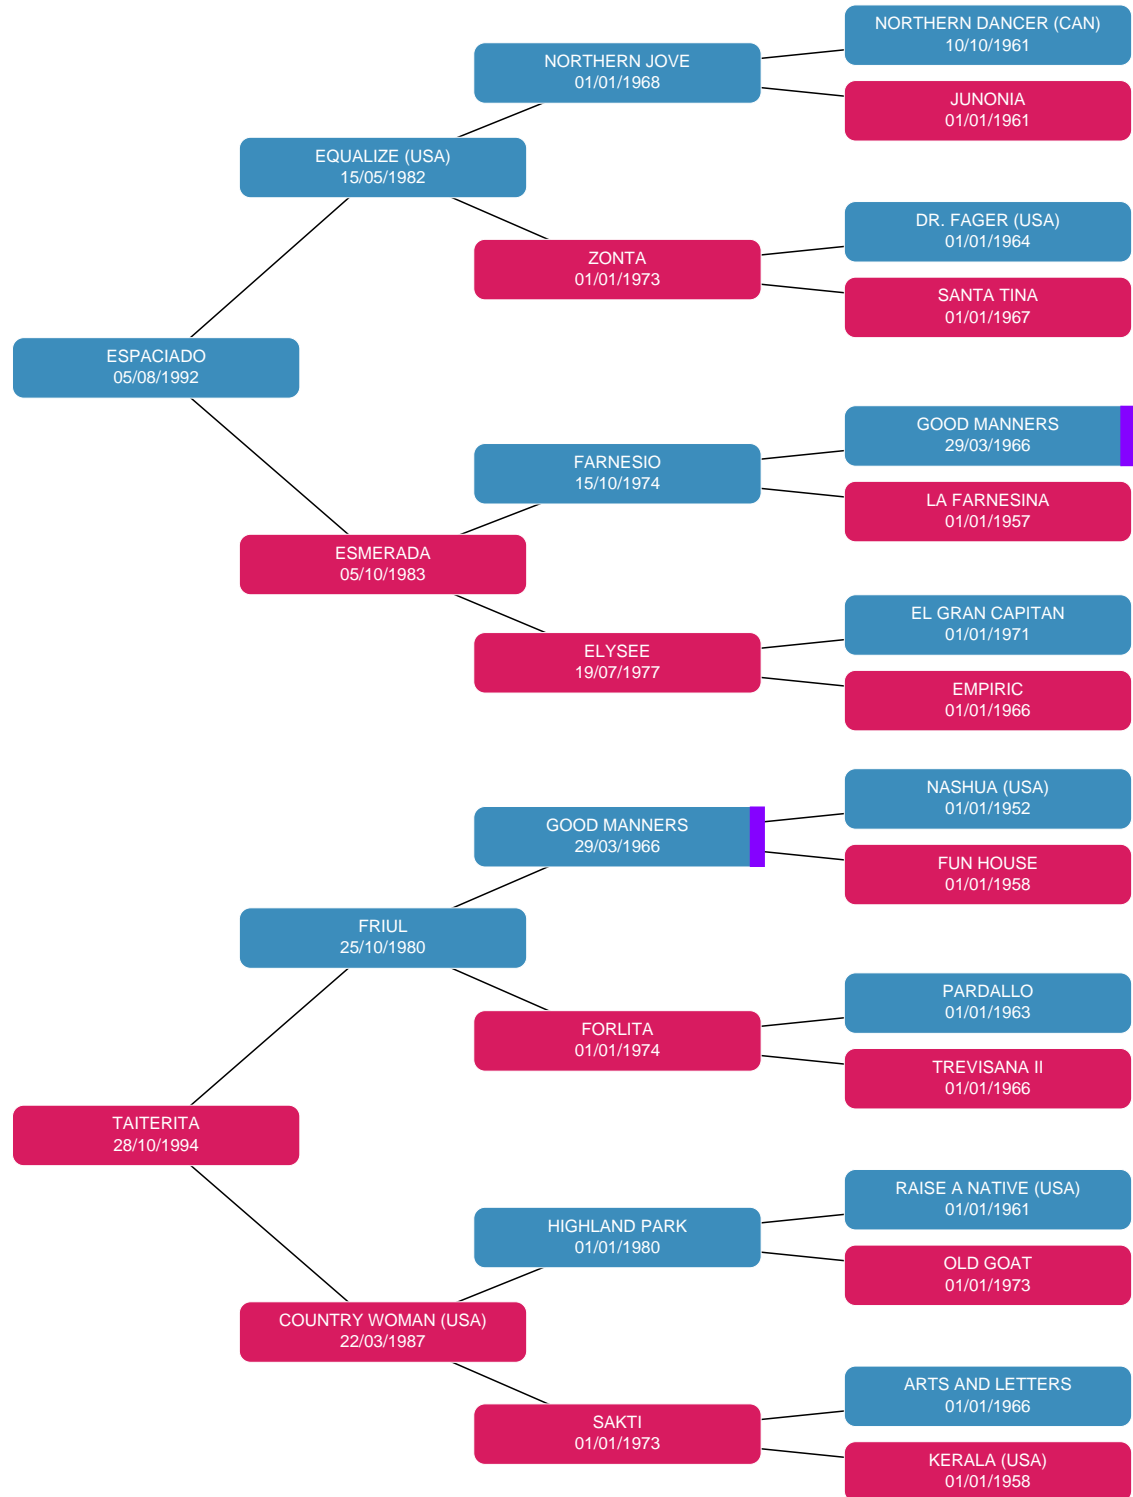 NORTHERN DANCER (CAN)
10/10/1961
NORTHERN JOVE
01/01/1968
JUNONIA
01/01/1961
EQUALIZE (USA)
15/05/1982
DR. FAGER (USA)
01/01/1964
ZONTA
01/01/1973
SANTA TINA
01/01/1967
ESPACIADO
05/08/1992
GOOD MANNERS
29/03/1966
FARNESIO
15/10/1974
LA FARNESINA
01/01/1957
ESMERADA
05/10/1983
EL GRAN CAPITAN
01/01/1971
ELYSEE
19/07/1977
EMPIRIC
01/01/1966
NASHUA (USA)
01/01/1952
GOOD MANNERS
29/03/1966
FUN HOUSE
01/01/1958
FRIUL
25/10/1980
PARDALLO
01/01/1963
FORLITA
01/01/1974
TREVISANA II
01/01/1966
TAITERITA
28/10/1994
RAISE A NATIVE (USA)
01/01/1961
HIGHLAND PARK
01/01/1980
OLD GOAT
01/01/1973
COUNTRY WOMAN (USA)
22/03/1987
ARTS AND LETTERS
01/01/1966
SAKTI
01/01/1973
KERALA (USA)
01/01/1958